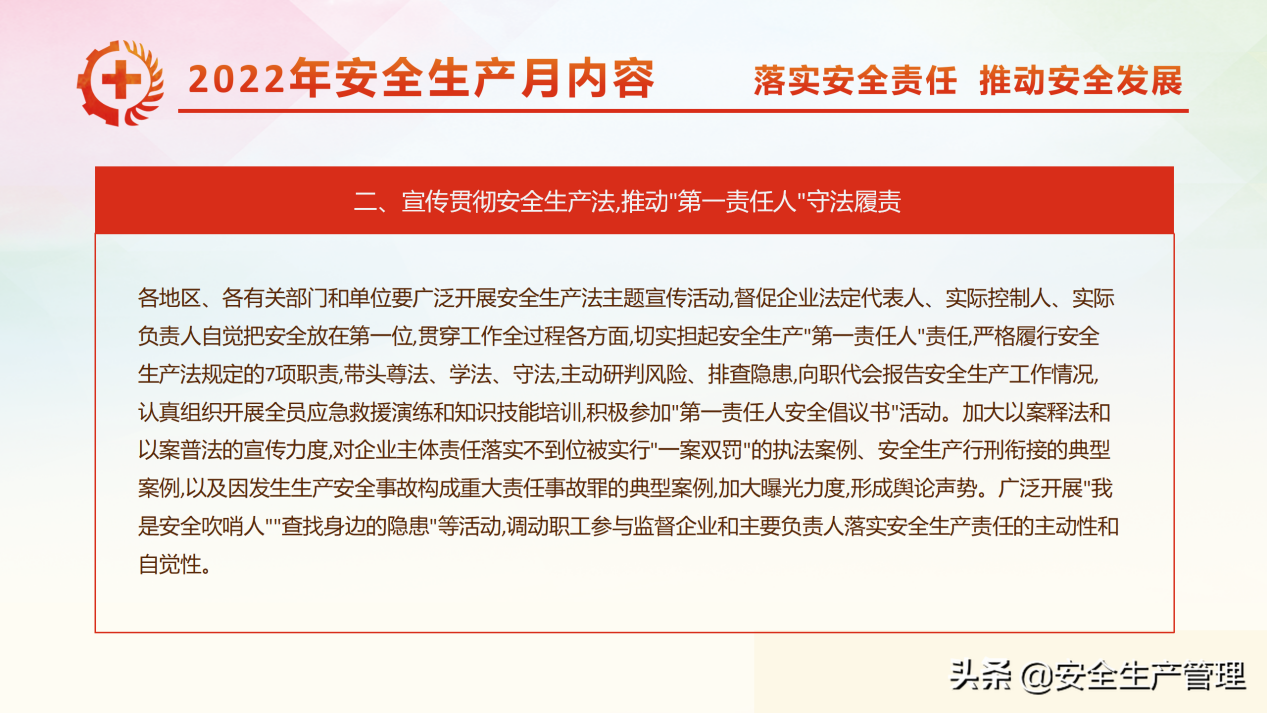 2022年安全生产月内容
落实安全责任 推动安全发展
二、宣传贯彻安全生产法,推动"第一责任人"守法履责
各地区、各有关部门和单位要广泛开展安全生产法主题宣传活动,督促企业法定代表人、实际控制人、实际
负责人自觉把安全放在第一位,贯穿工作全过程各方面,切实担起安全生产"第一责任人"责任,严格履行安全
生产法规定的7项职责,带头尊法、学法、守法,主动研判风险、排查隐患,向职代会报告安全生产工作情况,
认真组织开展全员应急救援演练和知识技能培训,积极参加"第一责任人安全倡议书"活动。加大以案释法和
以案普法的宣传力度,对企业主体责任落实不到位被实行"一案双罚"的执法案例、安全生产行刑衔接的典型
案例,以及因发生生产安全事故构成重大责任事故罪的典型案例,加大曝光力度,形成舆论声势。广泛开展"我
是安全吹哨人""查找身边的隐患"等活动,调动职工参与监督企业和主要负责人落实安全生产责任的主动性和
自觉性。
头条 @安全生产管理